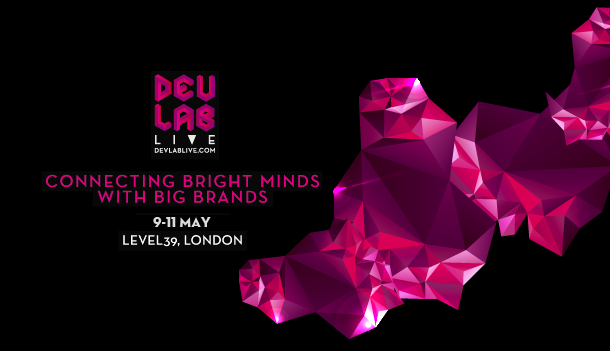 DEV
LAB
LIVE
DEVLABLIVE.COM
CONNECTING BRIGHT MINDS
WITH BIG BRANDS
9-11 MAY
LEVEL39, LONDON